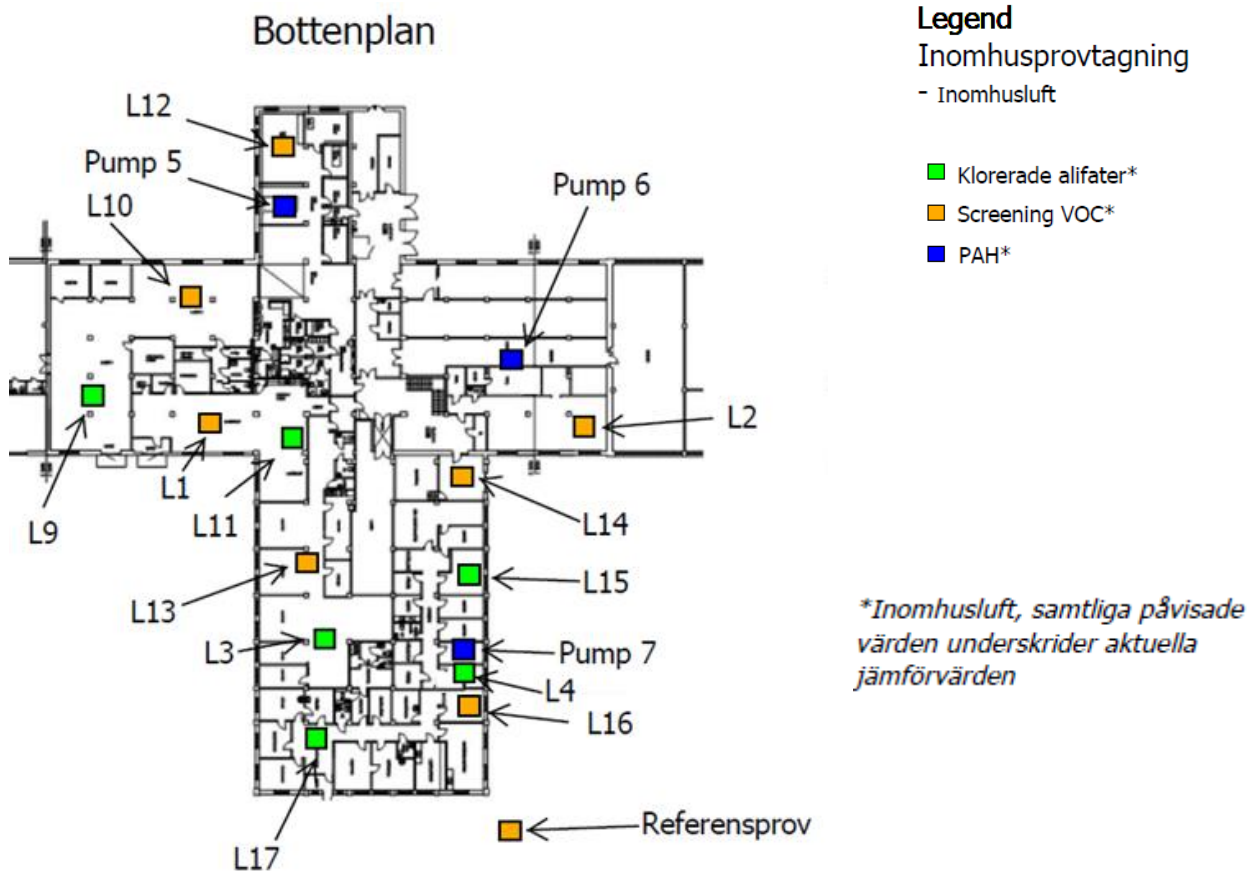 Bottenplan
Legend
Inomhusprovtagning
- Inomhusluft
Klorerade alifater*
Screening VOC*
PAH*
L12
Pump 5
L10
Pump 6
L2
L1
L11
L9
L14
L15
L13
L3
Pump 7
L4
L16
L17
Referensprov
*Inomhusluft, samtliga påvisade
värden underskrider aktuella
jämförvärden